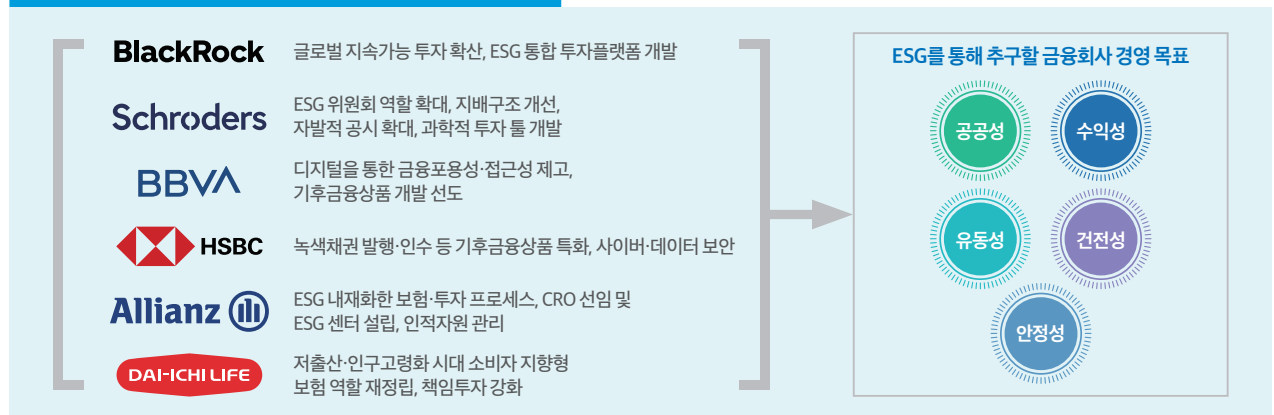 BlackRock
글로벌 지속가능 투자 확산, ESG 통합 투자플랫폼 개발
Schroders
ESG 위원회 역할 확대, 지배구조 개선,
자발적 공시 확대, 과학적 투자 툴 개발
BBVA
디지털을 통한 금융포용성·접근성 제고,
기후금융상품 개발 선도
HSBC
녹색채권 발행·인수 등 기후금융상품 특화, 사이버·데이터 보안
Allianz
ESG 내재화한 보험·투자 프로세스, CRO 선임 및
ESG 센터 설립, 인적자원 관리
DAI-ICHI LIFE
저출산·인구고령화 시대 소비자 지향형
보험 역할 재정립, 책임투자 강화
ESG를 통해 추구할 금융회사 경영 목표
공공성
수익성
유동성
건전성
안정성